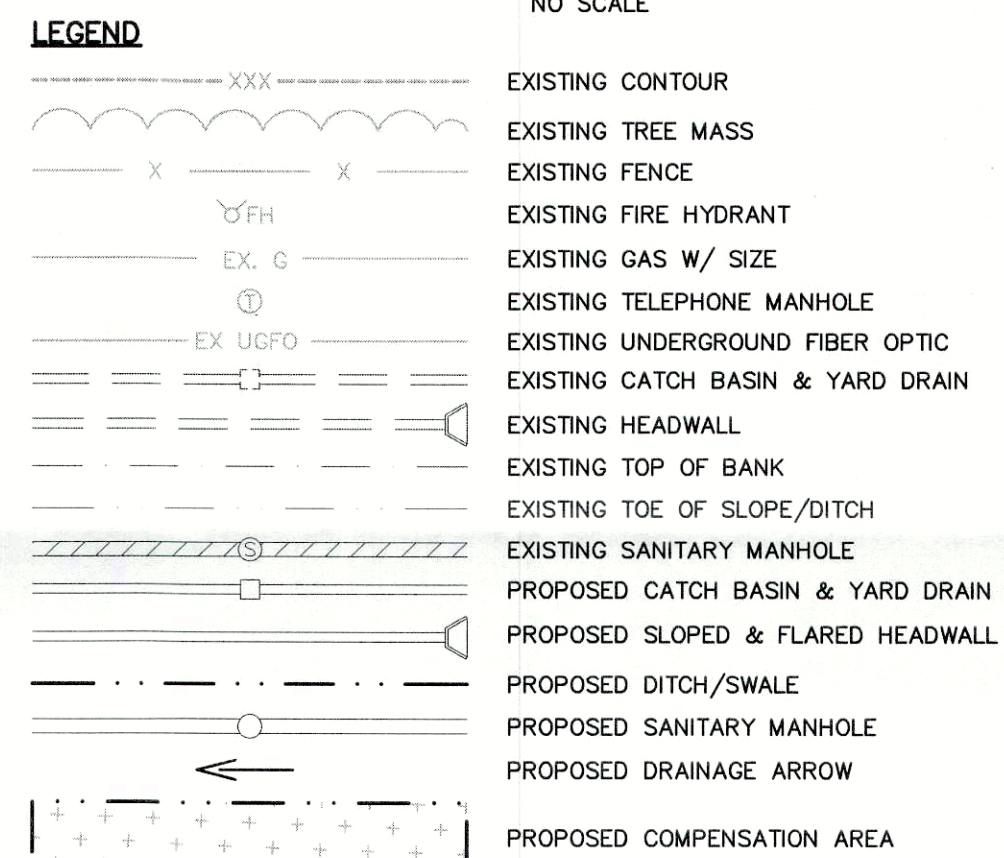 NO SCALE
LEGEND
XXX EXISTING CONTOUR
EXISTING TREE MASS
X X EXISTING FENCE
FH EXISTING FIRE HYDRANT
EX. G EXISTING GAS W/ SIZE
T EXISTING TELEPHONE MANHOLE
EX UGFO EXISTING UNDERGROUND FIBER OPTIC
EXISTING CATCH BASIN & YARD DRAIN
EXISTING HEADWALL
EXISTING TOP OF BANK
EXISTING TOE OF SLOPE/DITCH
S EXISTING SANITARY MANHOLE
PROPOSED CATCH BASIN & YARD DRAIN
PROPOSED SLOPED & FLARED HEADWALL
PROPOSED DITCH/SWALE
PROPOSED SANITARY MANHOLE
PROPOSED DRAINAGE ARROW
PROPOSED COMPENSATION AREA